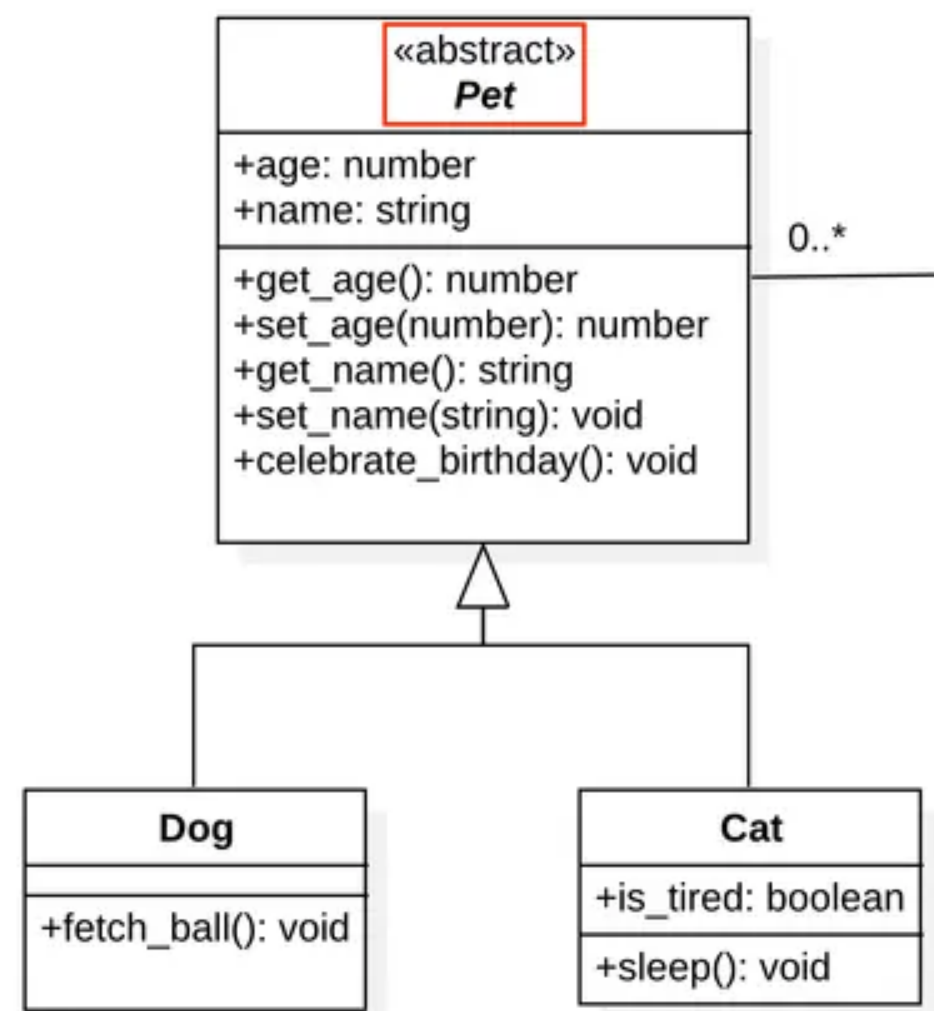 «abstract»
Pet
+age: number
+name: string
0..*
+get_age(): number
+set_age(number): number
+get_name(): string
+set_name(string): void
+celebrate_birthday(): void
Dog
+fetch_ball(): void
Cat
+is_tired: boolean
+sleep(): void